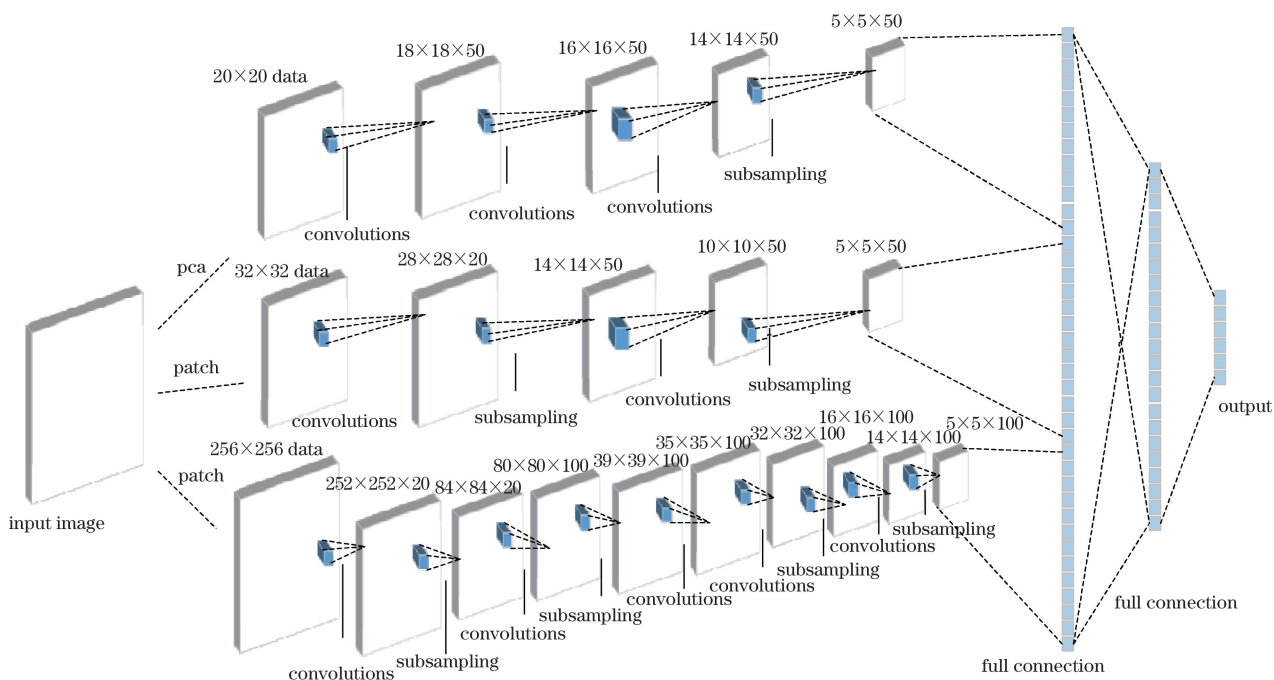 20×20 data
18×18×50
16×16×50
14×14×50
5×5×50
convolutions
convolutions
convolutions
subsampling
pca
32×32 data
28×28×20
14×14×50
10×10×50
5×5×50
patch
convolutions
subsampling
convolutions
subsampling
input image
patch
256×256 data
252×252×20
84×84×20
80×80×100
39×39×100
35×35×100
32×32×100
16×16×100
14×14×100
5×5×100
convolutions
subsampling
convolutions
subsampling
convolutions
convolutions
subsampling
convolutions
subsampling
full connection
full connection
output